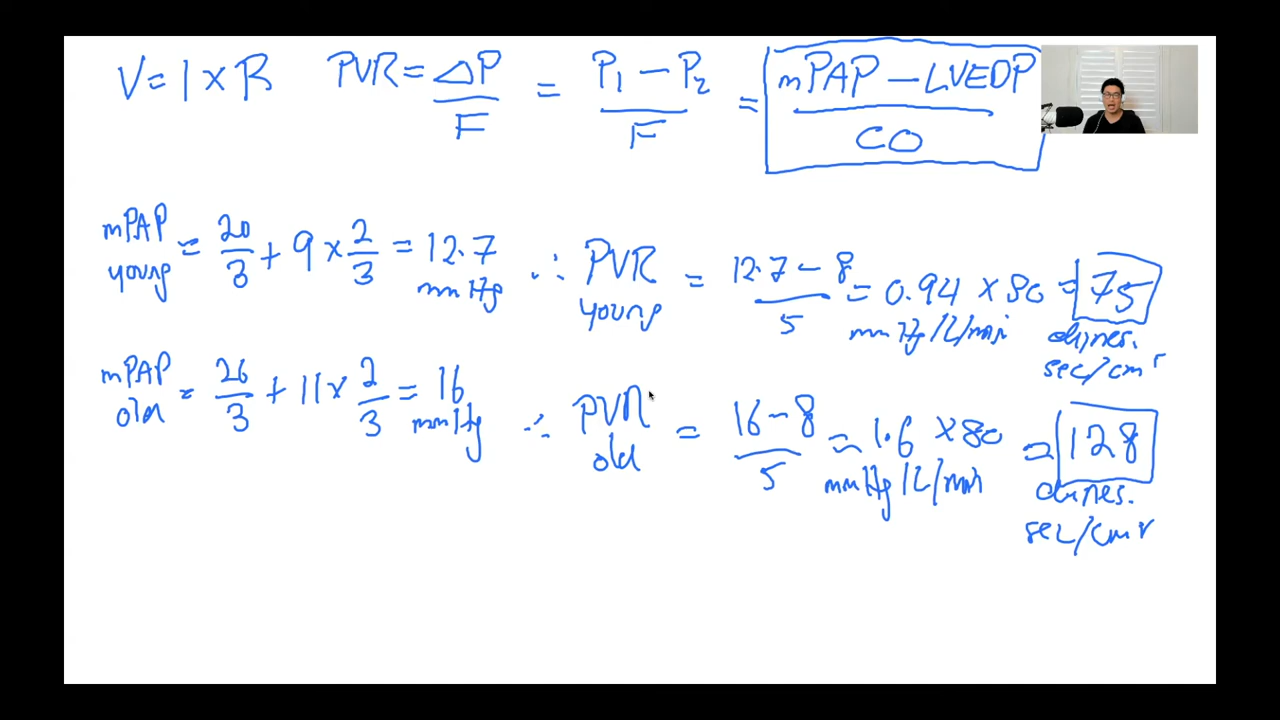 V = I × R PVR = ΔP / F = P₁ − P₂ / F = mPAP − LVEDP / CO
mPAP young = 20/3 + 9 × 2/3 = 12.7 mmHg ∴ PVR young = 12.7 − 8 / 5 = 0.94 × 80 = 75
mmHg/L/min dynes.
sec/cm⁵
mPAP old = 26/3 + 11 × 2/3 = 16 mmHg ∴ PVR old = 16 − 8 / 5 = 1.6 × 80 = 128
mmHg/L/min dynes.
sec/cm⁵